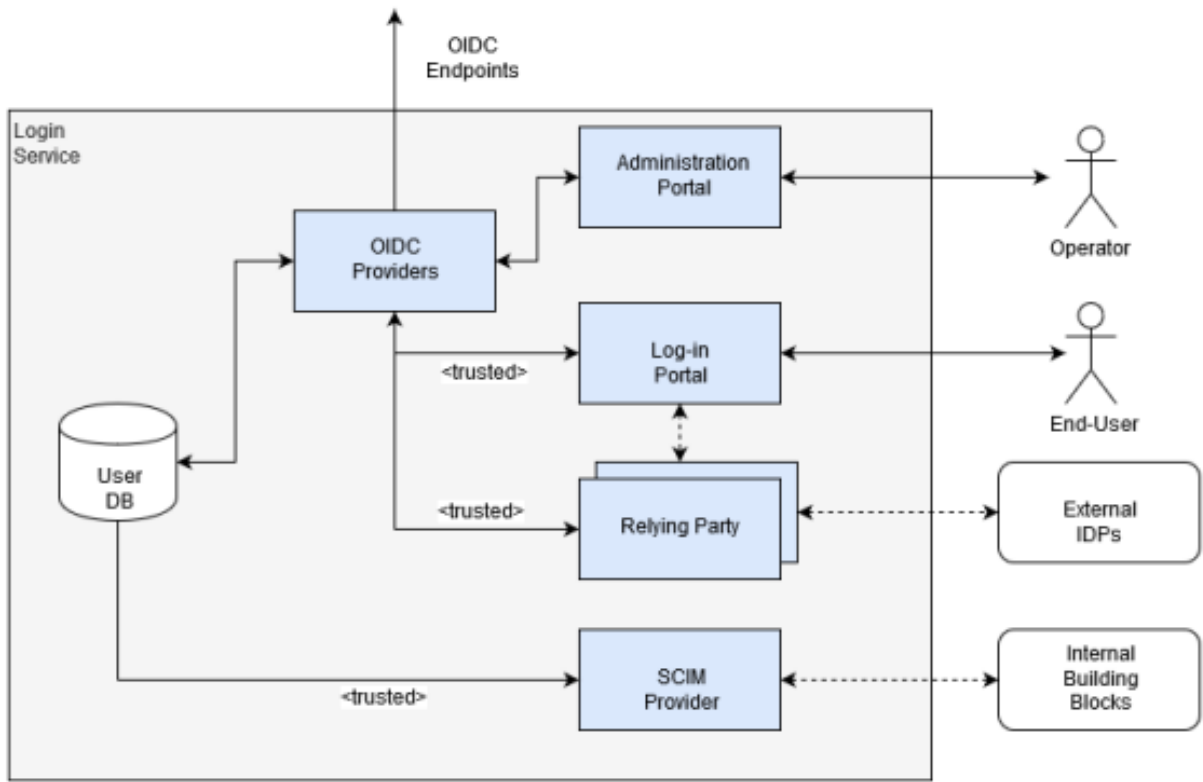 OIDC
Endpoints
Login
Service
Administration
Portal
OIDC
Providers
Operator
Log-in
Portal
<trusted>
End-User
User
DB
<trusted>
Relying Party
External
IDPs
SCIM
Provider
<trusted>
Internal
Building
Blocks